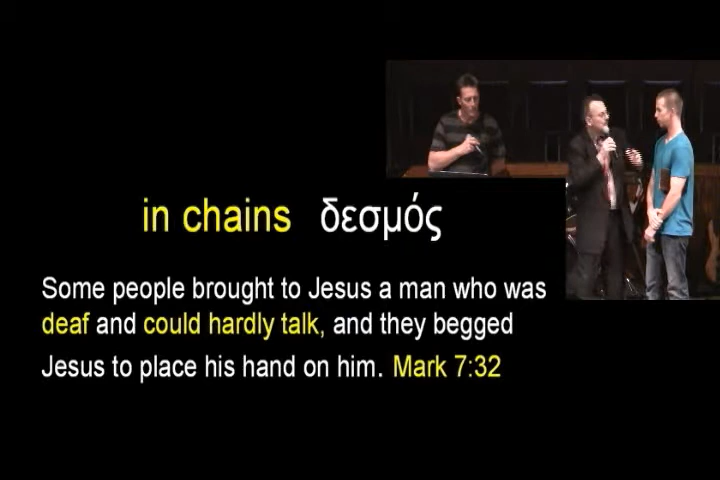 in chains δεσμός
Some people brought to Jesus a man who was
deaf and could hardly talk, and they begged
Jesus to place his hand on him. Mark 7:32